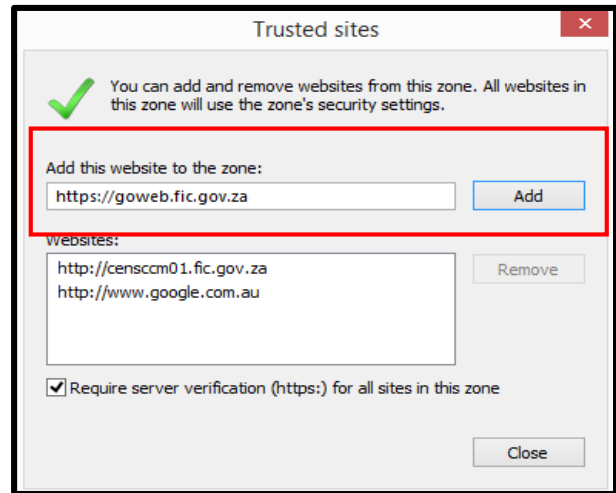 Trusted sites
You can add and remove websites from this zone. All websites in
this zone will use the zone's security settings.
Add this website to the zone:
https://goweb.fic.gov.za
Add
Websites:
http://censccm01.fic.gov.za
Remove
http://www.google.com.au
Require server verification (https:) for all sites in this zone
Close